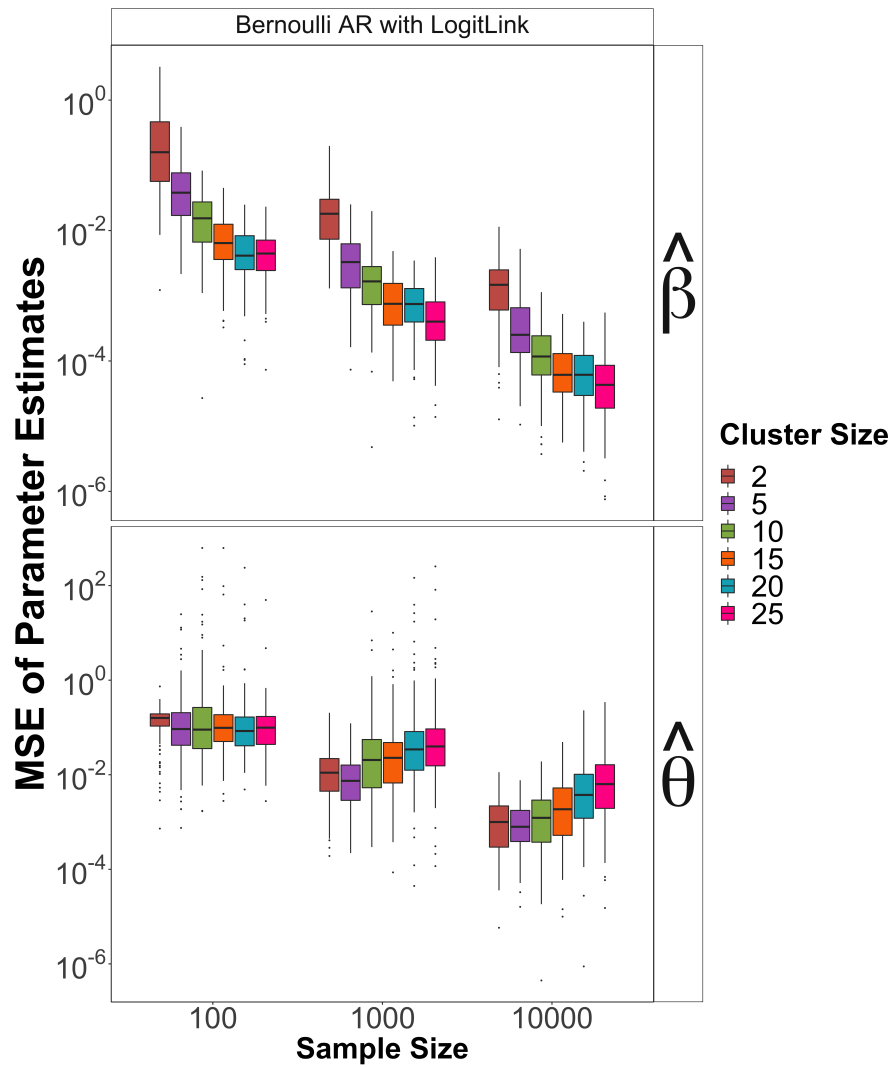 Bernoulli AR with LogitLink
MSE of Parameter Estimates
10^0
10^-2
10^-4
10^-6
β̂
10^2
10^0
10^-2
10^-4
10^-6
θ̂
100 1000 10000
Sample Size
Cluster Size
2
5
10
15
20
25